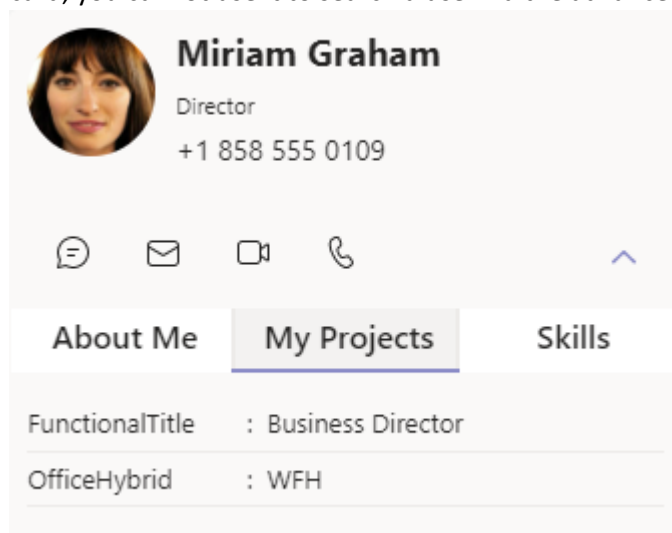 Miriam Graham
Director
+1 858 555 0109
About Me My Projects Skills
FunctionalTitle : Business Director
OfficeHybrid : WFH